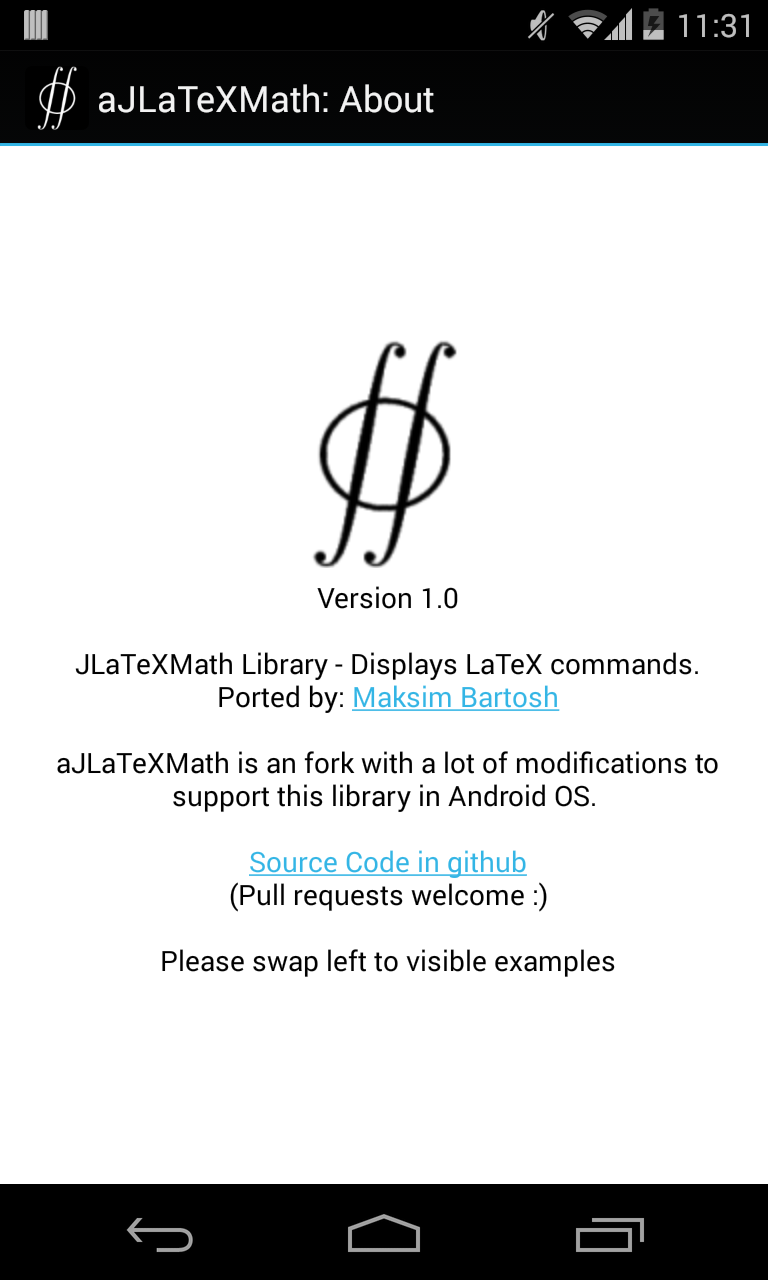 11:31
aJLaTeXMath: About
Version 1.0
JLaTeXMath Library - Displays LaTeX commands.
Ported by: Maksim Bartosh
aJLaTeXMath is an fork with a lot of modifications to
support this library in Android OS.
Source Code in github
(Pull requests welcome :)
Please swap left to visible examples